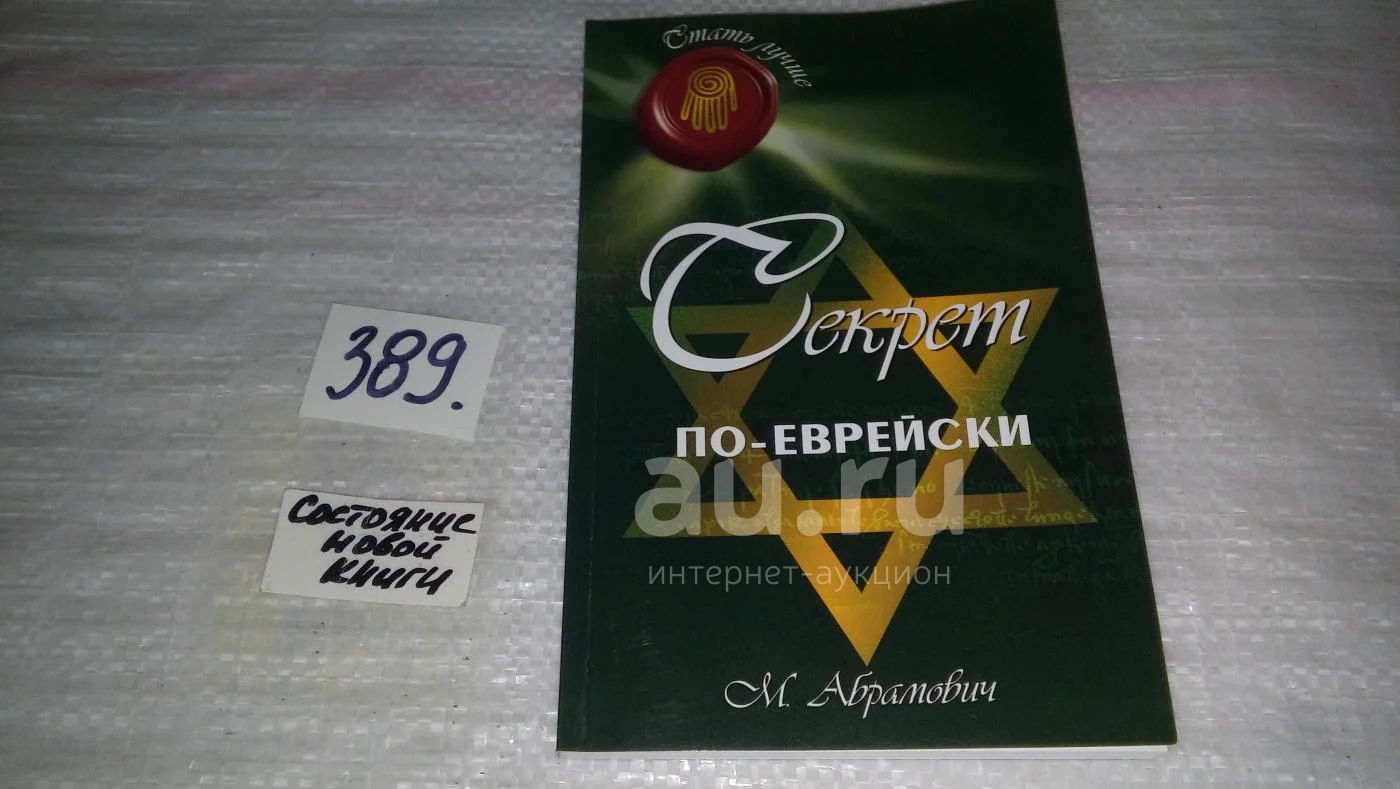 Стать лучше
Секрет
ПО-ЕВРЕЙСКИ
au.ru
интернет-аукцион
М. Абрамович
389.
Состояние
новой
книги